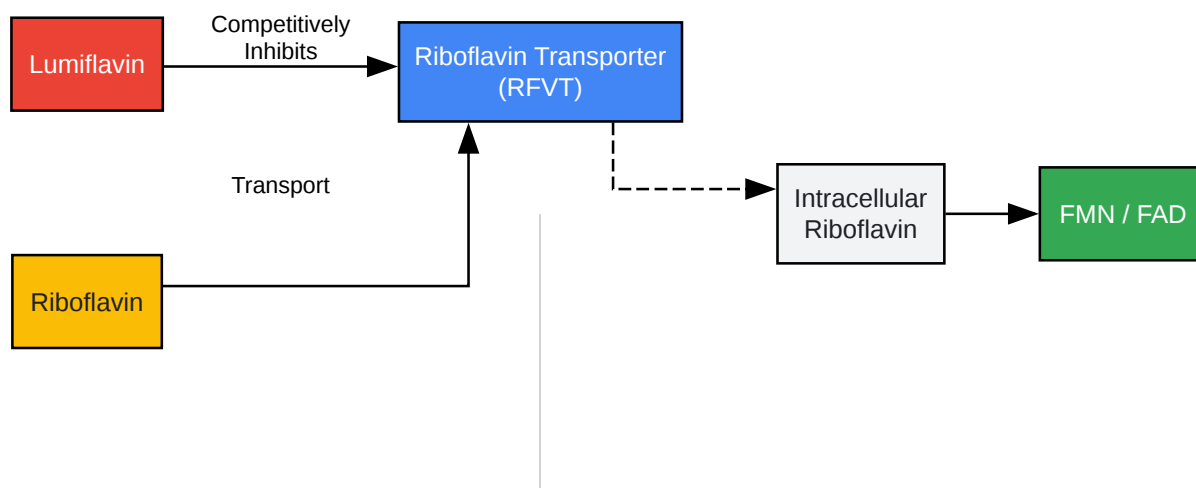 Competitively
Inhibits
Lumiflavin
Riboflavin Transporter
(RFVT)
Transport
Intracellular
Riboflavin
FMN / FAD
Riboflavin